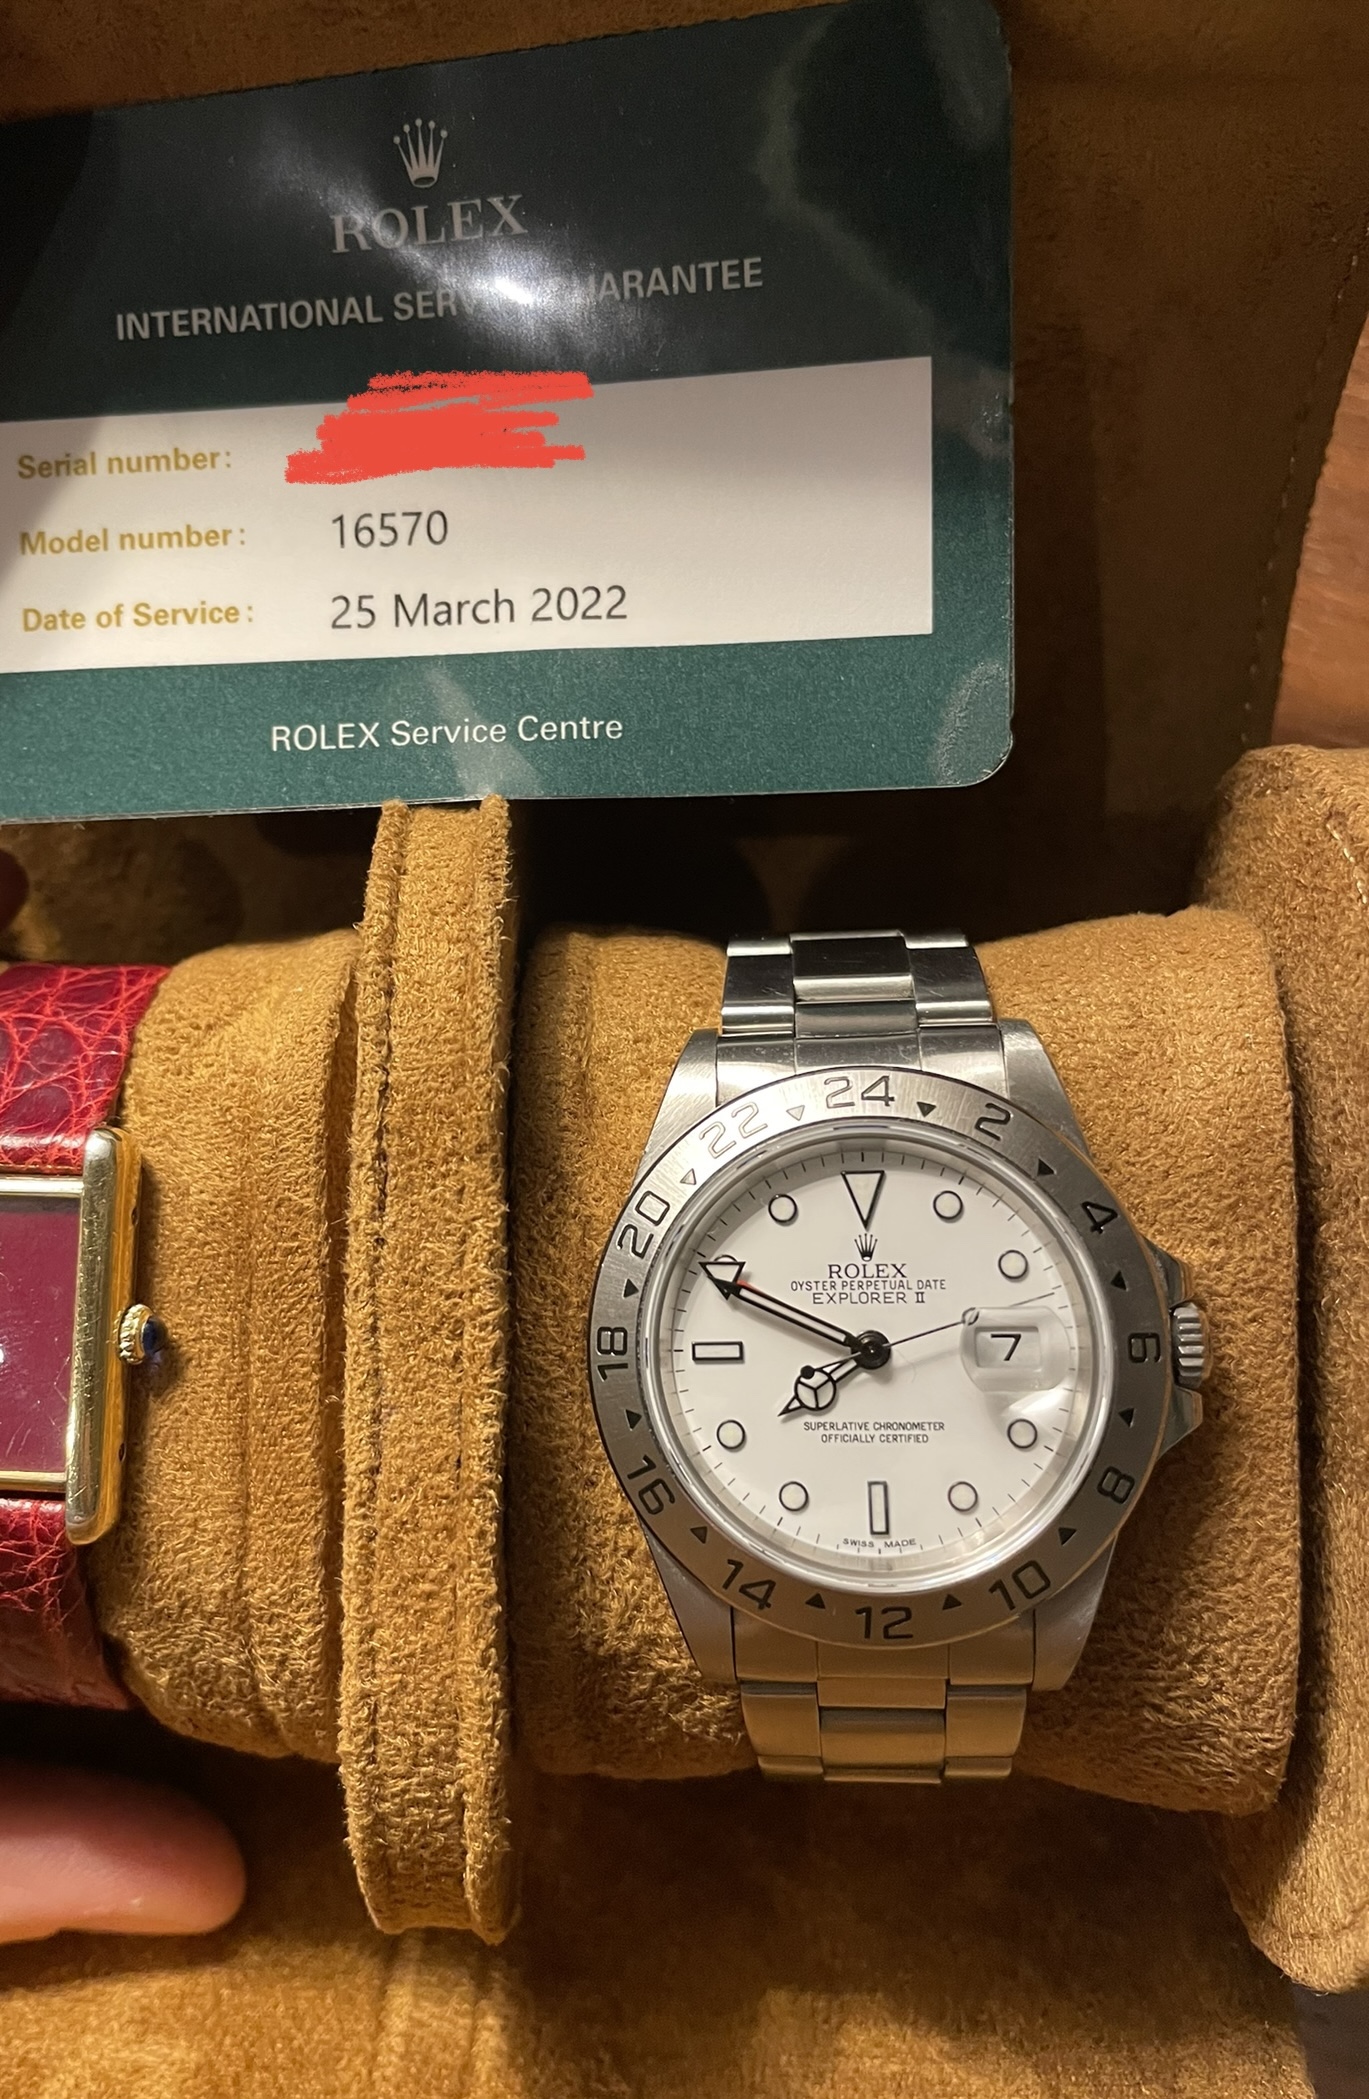 ROLEX
INTERNATIONAL SERV UARANTEE
Serial number:
Model number: 16570
Date of Service: 25 March 2022
ROLEX Service Centre
24
2
4
6
8
10
12
14
16
18
20
22
ROLEX
OYSTER PERPETUAL DATE
EXPLORER II
7
SUPERLATIVE CHRONOMETER
OFFICIALLY CERTIFIED
SWISS MADE